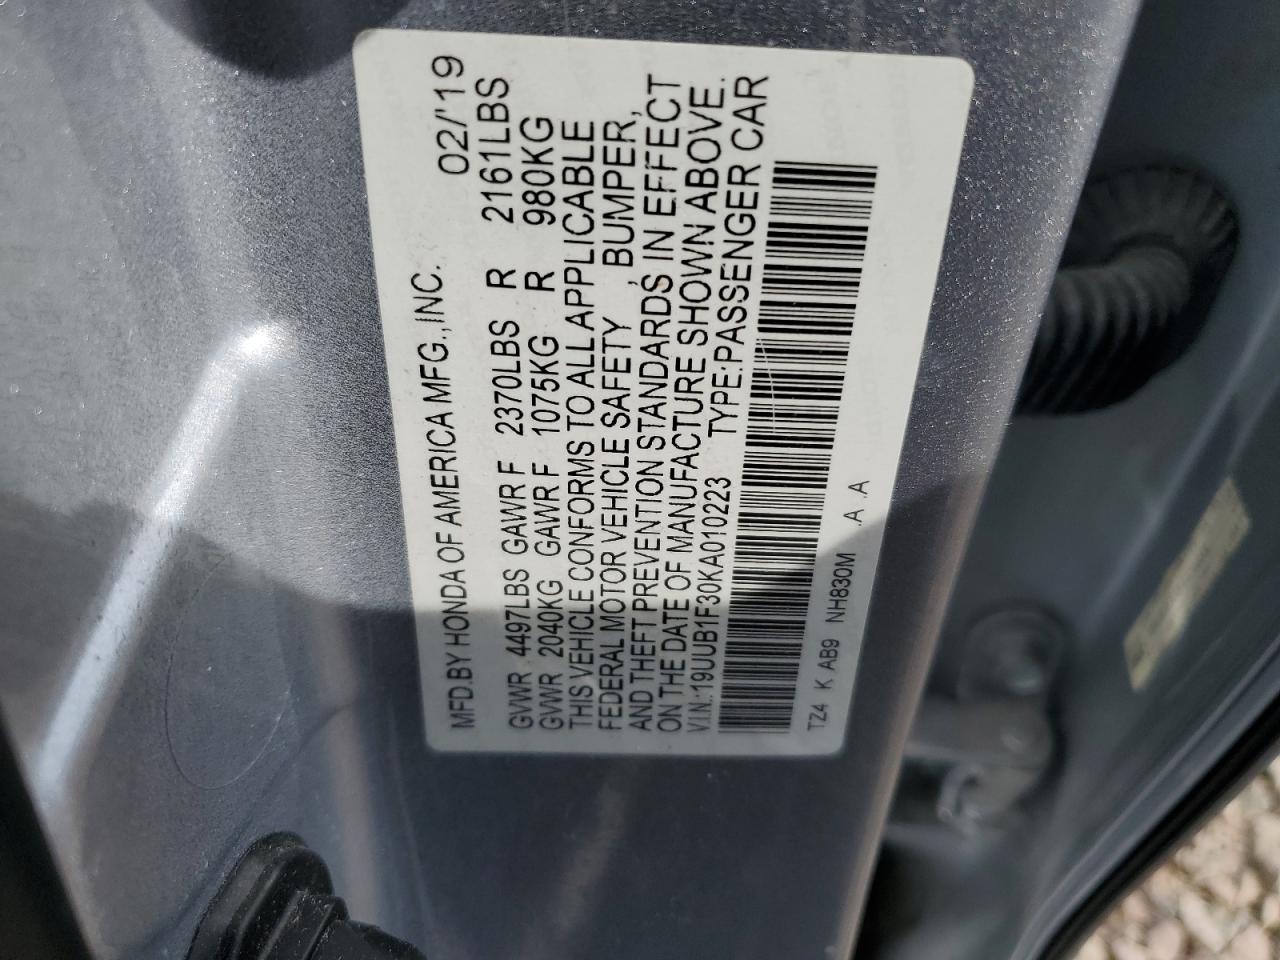 MFD.BY HONDA OF AMERICA MFG.,INC. 02/'19
GVWR 4497LBS GAWR F 2370LBS R 2161LBS
GVWR 2040KG GAWR F 1075KG R 980KG
THIS VEHICLE CONFORMS TO ALL APPLICABLE
FEDERAL MOTOR VEHICLE SAFETY , BUMPER,
AND THEFT PREVENTION STANDARDS IN EFFECT
ON THE DATE OF MANUFACTURE SHOWN ABOVE.
V.I.N.:19UUB1F30KA010223 TYPE:PASSENGER CAR
TZ4 K AB9 NH830M .A .A